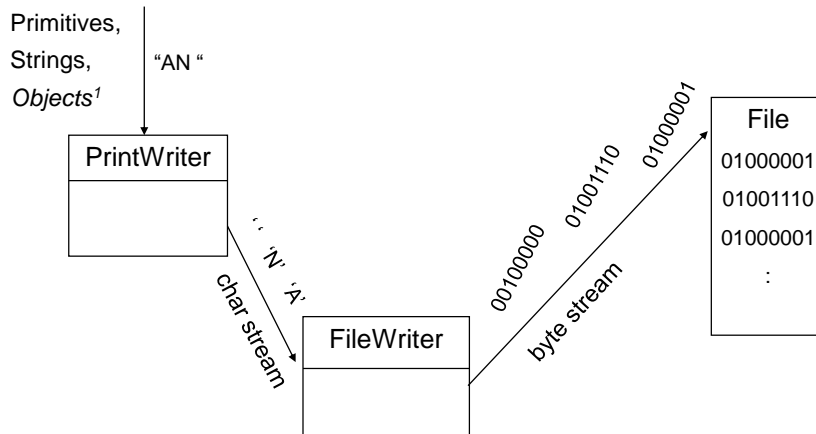 Primitives,
Strings,
Objects¹
“AN “
PrintWriter
‘ ‘ ‘N’ ‘A’
char stream
FileWriter
00100000 01001110 01000001
byte stream
File
01000001
01001110
01000001
: